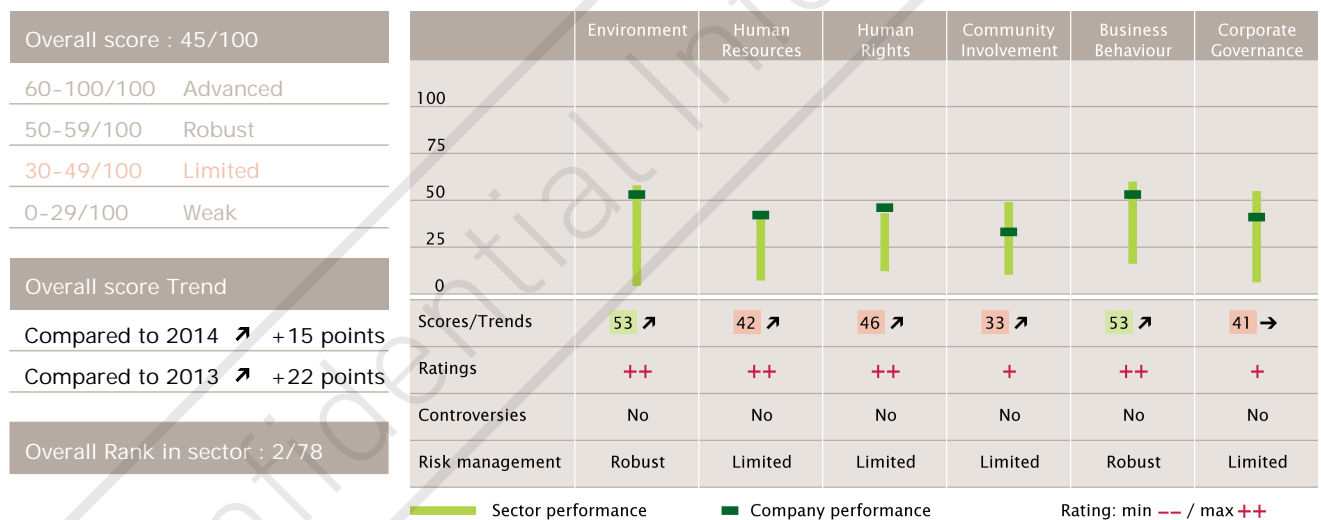 Overall score : 45/100
60-100/100 Advanced
50-59/100 Robust
30-49/100 Limited
0-29/100 Weak
Overall score Trend
Compared to 2014 ↗ +15 points
Compared to 2013 ↗ +22 points
Overall Rank in sector : 2/78
Environment Human Resources Human Rights Community Involvement Business Behaviour Corporate Governance
100
75
50
25
0
Scores/Trends 53 ↗ 42 ↗ 46 ↗ 33 ↗ 53 ↗ 41 →
Ratings ++ ++ ++ + ++ +
Controversies No No No No No No
Risk management Robust Limited Limited Limited Robust Limited
Sector performance Company performance Rating: min -- / max ++
Confidential In